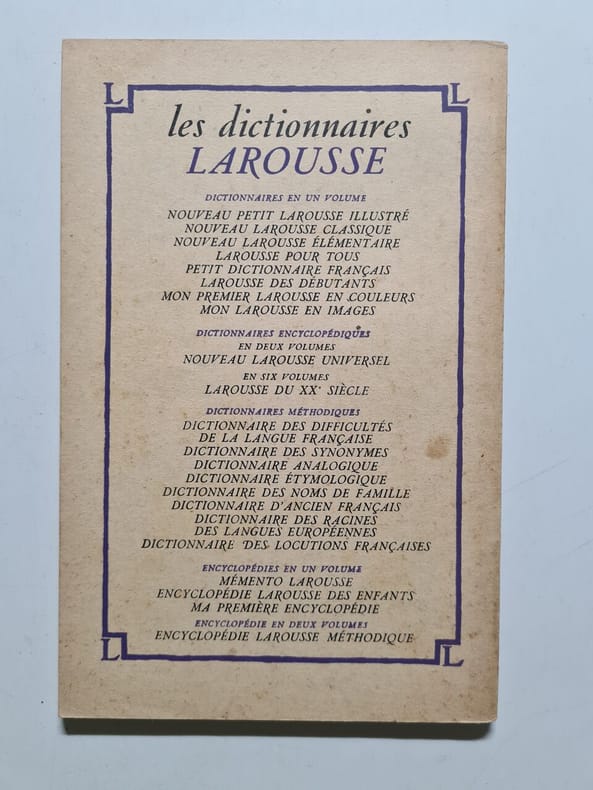 L L
les dictionnaires
LAROUSSE
DICTIONNAIRES EN UN VOLUME
NOUVEAU PETIT LAROUSSE ILLUSTRÉ
NOUVEAU LAROUSSE CLASSIQUE
NOUVEAU LAROUSSE ÉLÉMENTAIRE
LAROUSSE POUR TOUS
PETIT DICTIONNAIRE FRANÇAIS
LAROUSSE DES DÉBUTANTS
MON PREMIER LAROUSSE EN COULEURS
MON LAROUSSE EN IMAGES
DICTIONNAIRES ENCYCLOPÉDIQUES
EN DEUX VOLUMES
NOUVEAU LAROUSSE UNIVERSEL
EN SIX VOLUMES
LAROUSSE DU XXe SIÈCLE
DICTIONNAIRES MÉTHODIQUES
DICTIONNAIRE DES DIFFICULTÉS
DE LA LANGUE FRANÇAISE
DICTIONNAIRE DES SYNONYMES
DICTIONNAIRE ANALOGIQUE
DICTIONNAIRE ÉTYMOLOGIQUE
DICTIONNAIRE DES NOMS DE FAMILLE
DICTIONNAIRE D'ANCIEN FRANÇAIS
DICTIONNAIRE DES RACINES
DES LANGUES EUROPÉENNES
DICTIONNAIRE DES LOCUTIONS FRANÇAISES
ENCYCLOPÉDIES EN UN VOLUME
MÉMENTO LAROUSSE
ENCYCLOPÉDIE LAROUSSE DES ENFANTS
MA PREMIÈRE ENCYCLOPÉDIE
ENCYCLOPÉDIE EN DEUX VOLUMES
ENCYCLOPÉDIE LAROUSSE MÉTHODIQUE
L L